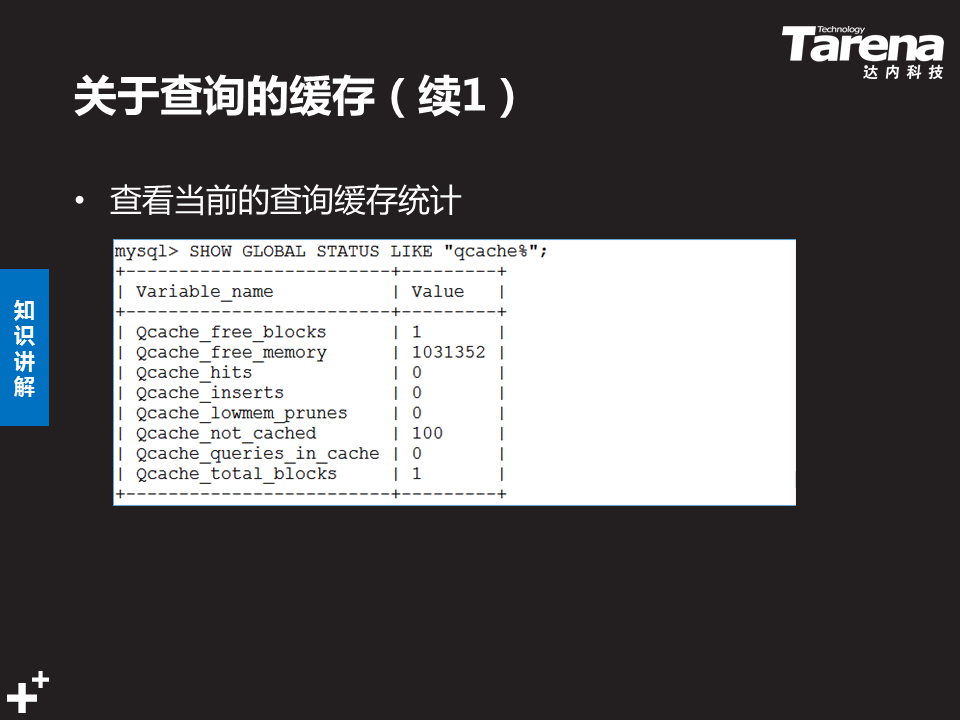 Technology
Tarena
达内科技
关于查询的缓存（续1）
• 查看当前的查询缓存统计
mysql> SHOW GLOBAL STATUS LIKE "qcache%";
+-------------------------+---------+
| Variable_name           | Value   |
+-------------------------+---------+
| Qcache_free_blocks      | 1       |
| Qcache_free_memory      | 1031352 |
| Qcache_hits             | 0       |
| Qcache_inserts          | 0       |
| Qcache_lowmem_prunes    | 0       |
| Qcache_not_cached       | 100     |
| Qcache_queries_in_cache | 0       |
| Qcache_total_blocks     | 1       |
+-------------------------+---------+
知识讲解